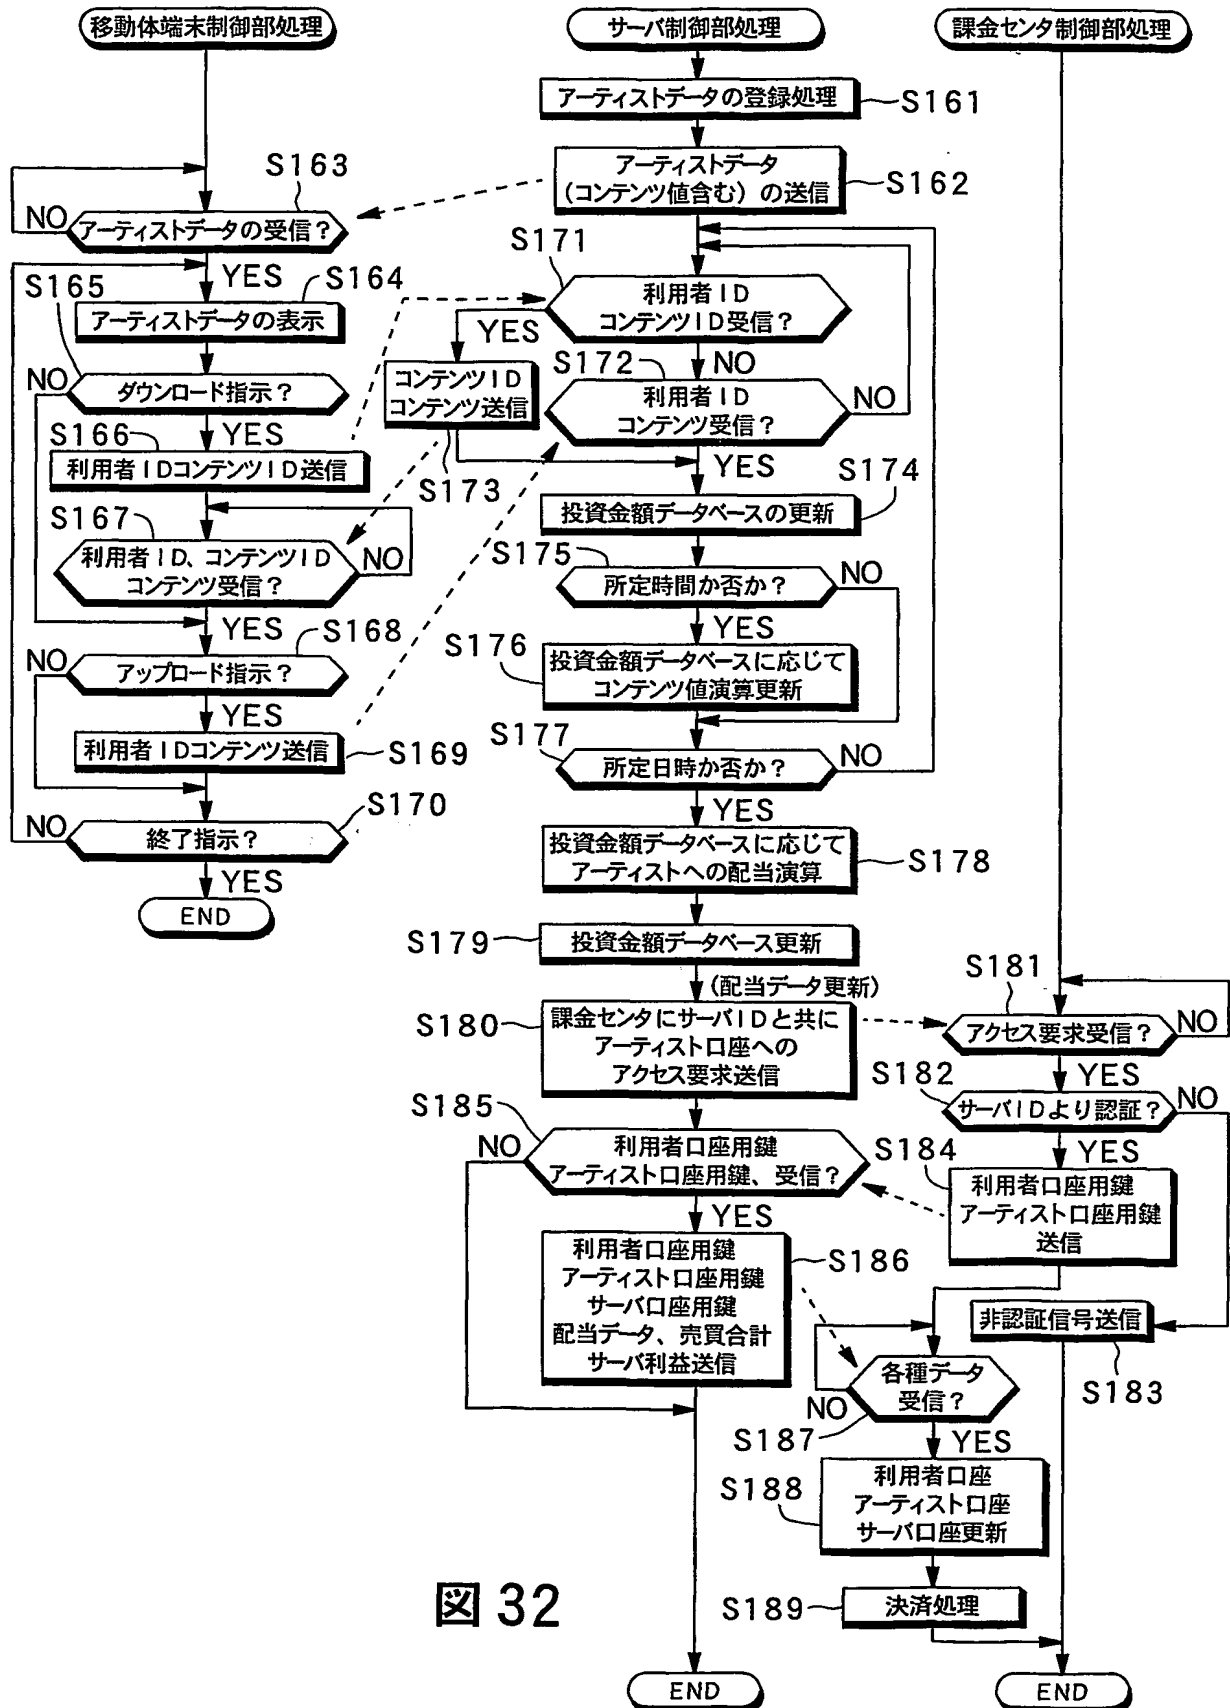 移動体端末制御部処理
S163
NO
アーティストデータの受信？
YES
S164
S165
アーティストデータの表示
NO
ダウンロード指示？
S166
YES
利用者IDコンテンツID送信
S167
利用者ID、コンテンツID
コンテンツ受信？
NO
YES
S168
NO
アップロード指示？
YES
利用者IDコンテンツ送信
S169
S170
NO
終了指示？
YES
END
サーバ制御部処理
アーティストデータの登録処理
S161
アーティストデータ
（コンテンツ値含む）の送信
S162
S171
利用者ID
コンテンツID受信？
YES
NO
コンテンツID
コンテンツ送信
S173
S172
利用者ID
コンテンツ受信？
NO
YES
S174
投資金額データベースの更新
S175
所定時間か否か？
NO
YES
S176
投資金額データベースに応じて
コンテンツ値演算更新
S177
所定日時か否か？
NO
YES
投資金額データベースに応じて
アーティストへの配当演算
S178
S179
投資金額データベース更新
（配当データ更新）
S180
課金センタにサーバIDと共に
アーティスト口座への
アクセス要求送信
S185
NO
利用者口座用鍵
アーティスト口座用鍵、受信？
YES
利用者口座用鍵
アーティスト口座用鍵
サーバ口座用鍵
配当データ、売買合計
サーバ利益送信
S186
END
課金センタ制御部処理
S181
アクセス要求受信？
NO
S182
YES
サーバIDより認証？
NO
S184
YES
利用者口座用鍵
アーティスト口座用鍵
送信
非認証信号送信
S183
各種データ
受信？
NO
S187
YES
S188
利用者口座
アーティスト口座
サーバ口座更新
S189
決済処理
END
図32